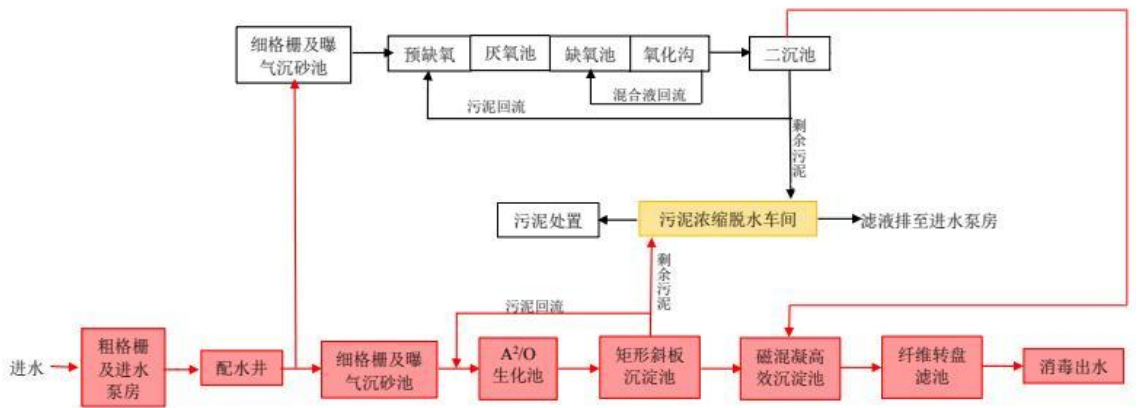 细格栅及曝
气沉砂池
预缺氧
厌氧池
缺氧池
氧化沟
二沉池
混合液回流
污泥回流
剩余污泥
污泥处置
污泥浓缩脱水车间
滤液排至进水泵房
剩余污泥
污泥回流
进水
粗格栅
及进水
泵房
配水井
细格栅及曝
气沉砂池
A²/O
生化池
矩形斜板
沉淀池
磁混凝高
效沉淀池
纤维转盘
滤池
消毒出水